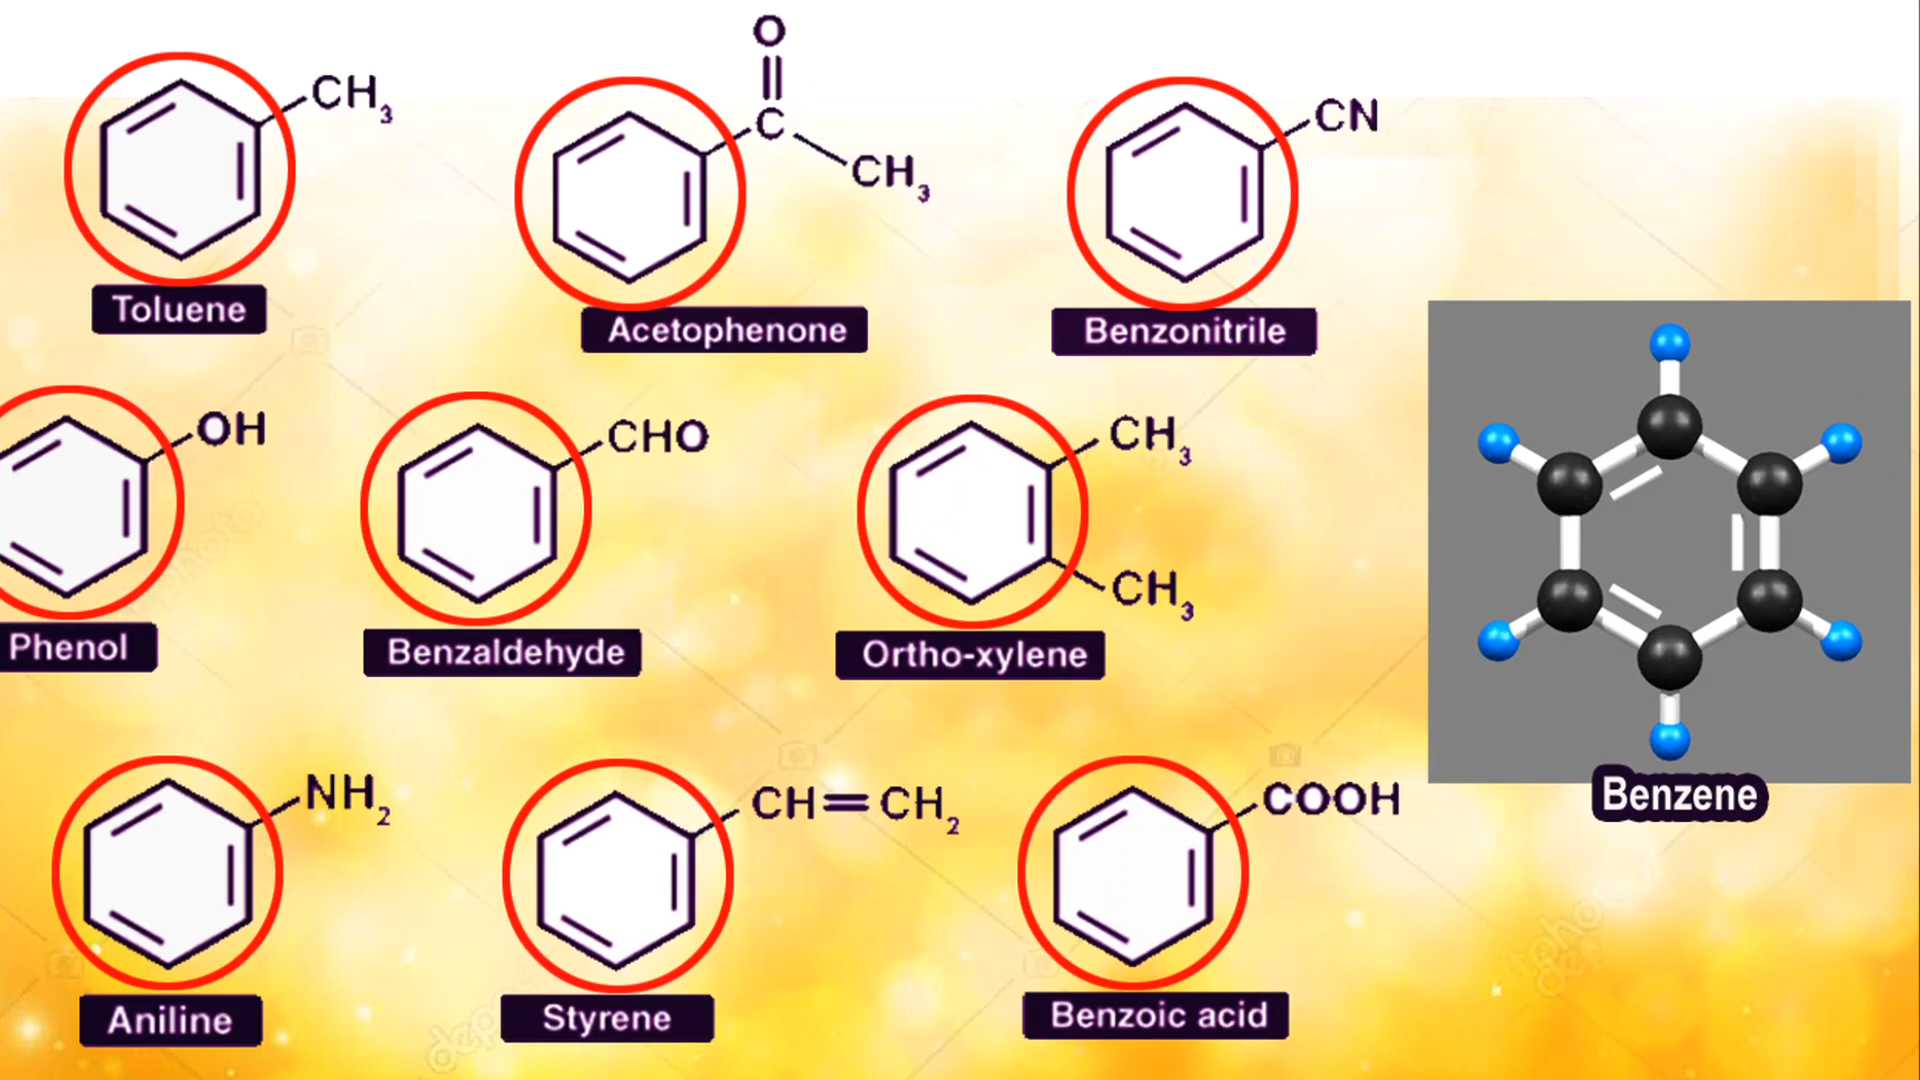 O
CH3
C
CH3
CN
Toluene
Acetophenone
Benzonitrile
OH
CHO
CH3
CH3
Phenol
Benzaldehyde
Ortho-xylene
NH2
CH=CH2
COOH
Benzene
Aniline
Styrene
Benzoic acid